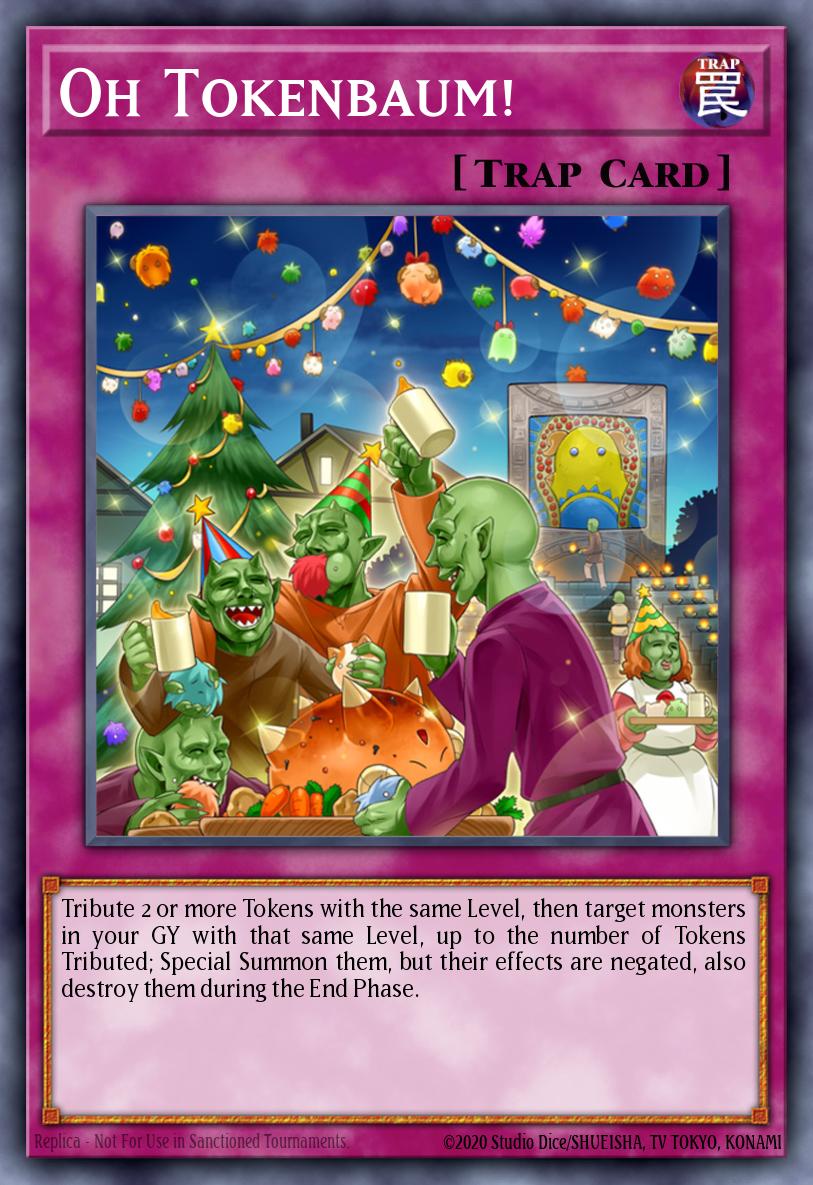 Oh Tokenbaum!
TRAP
罠
[Trap Card]
Tribute 2 or more Tokens with the same Level, then target monsters
in your GY with that same Level, up to the number of Tokens
Tributed; Special Summon them, but their effects are negated, also
destroy them during the End Phase.
Replica - Not For Use in Sanctioned Tournaments.
©2020 Studio Dice/SHUEISHA, TV TOKYO, KONAMI